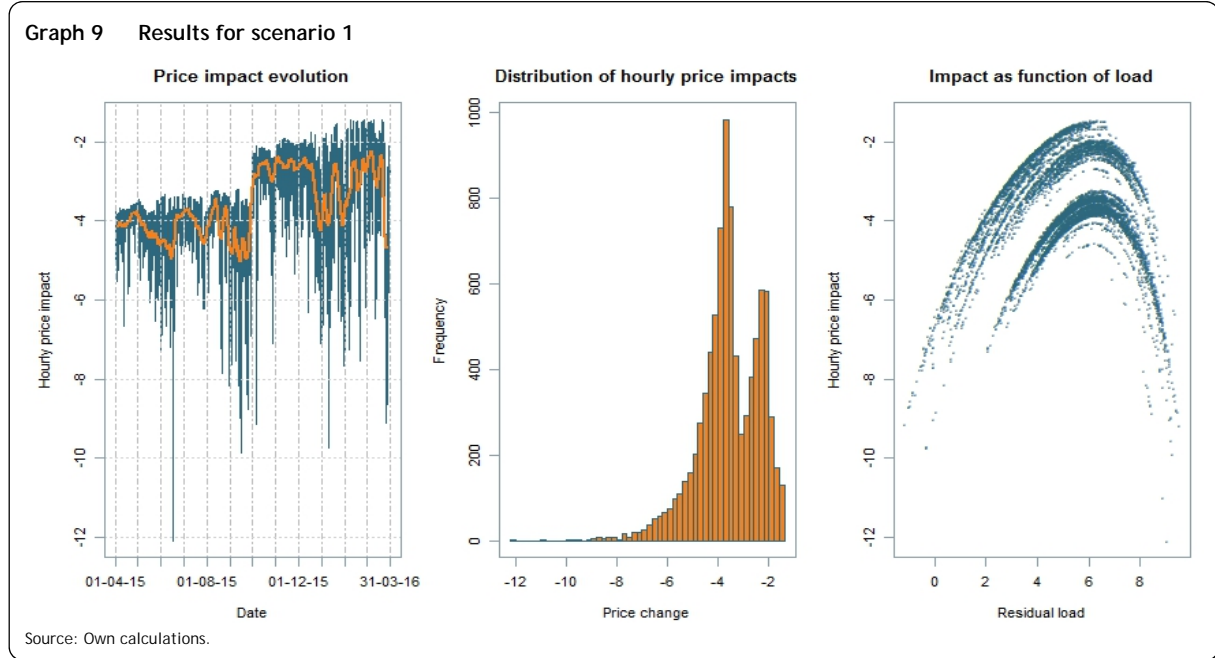 Graph 9 Results for scenario 1
Price impact evolution
Hourly price impact
-2
-4
-6
-8
-10
-12
01-04-15 01-08-15 01-12-15 31-03-16
Date
Distribution of hourly price impacts
Frequency
1000
800
600
400
200
0
-12 -10 -8 -6 -4 -2
Price change
Impact as function of load
Hourly price impact
-2
-4
-6
-8
-10
-12
0 2 4 6 8
Residual load
Source: Own calculations.